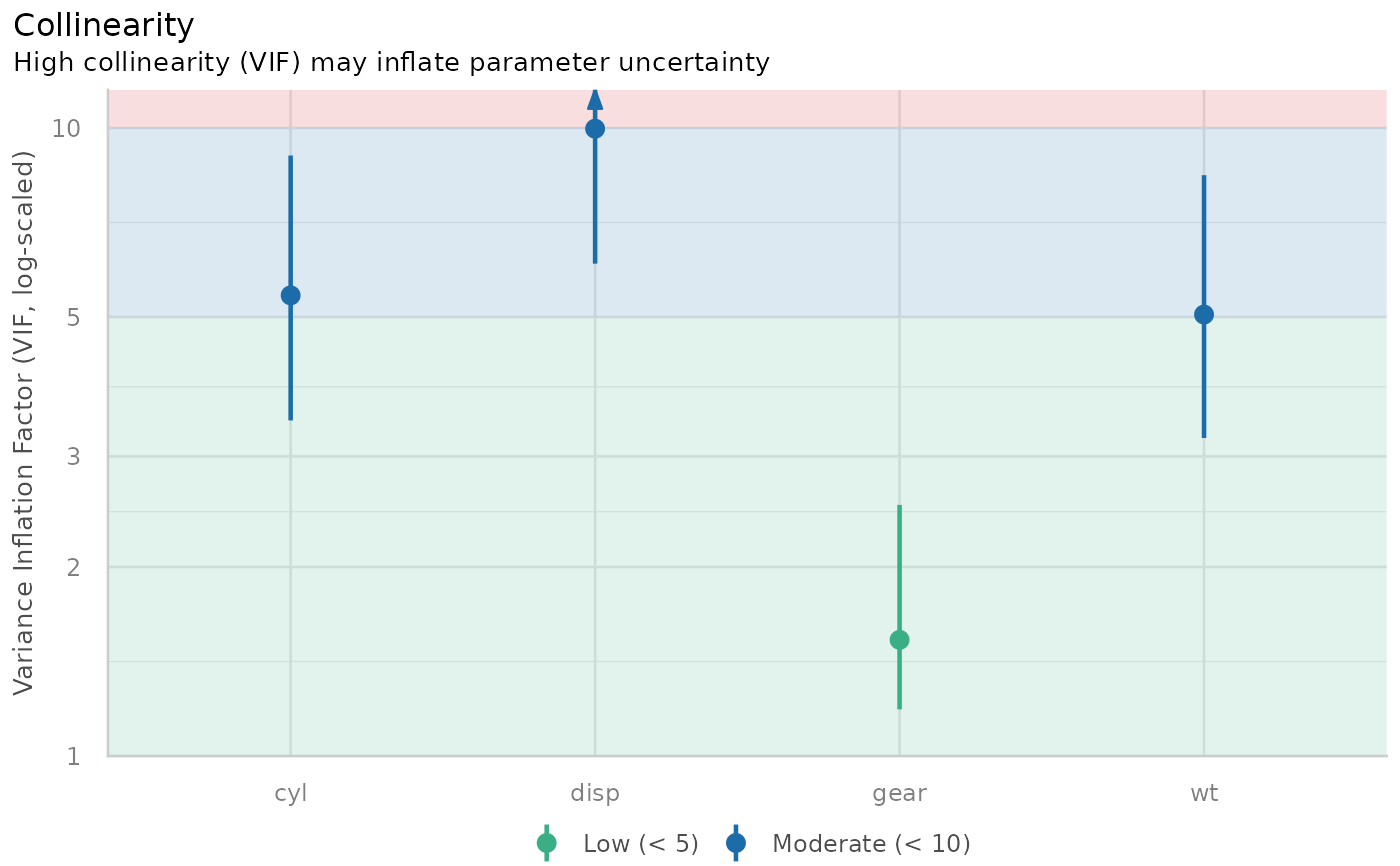 Collinearity
High collinearity (VIF) may inflate parameter uncertainty
Variance Inflation Factor (VIF, log-scaled)
10
5
3
2
1
cyl
disp
gear
wt
Low (< 5)
Moderate (< 10)